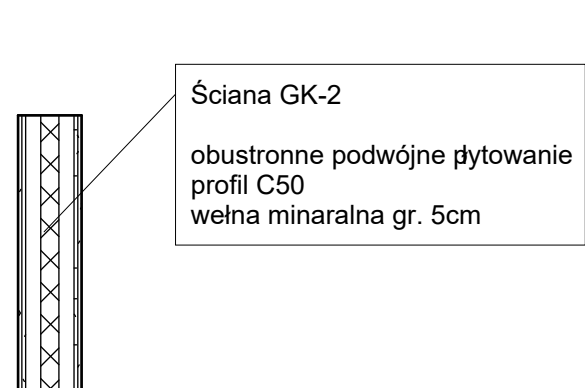 Ściana GK-2
obustronne podwójne płytowanie
profil C50
wełna minaralna gr. 5cm